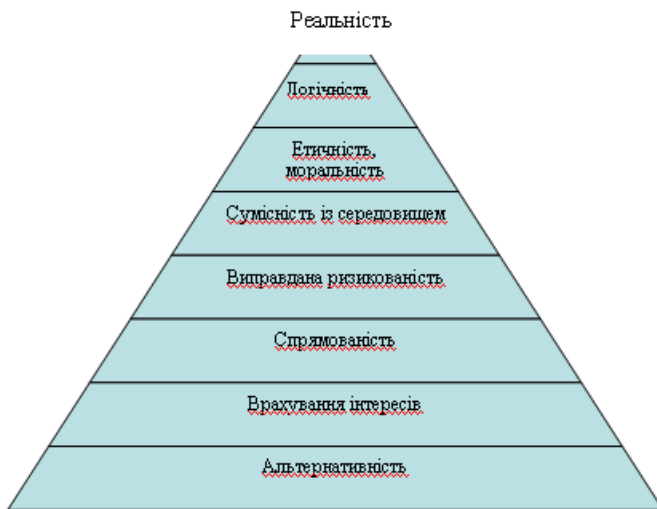 Реальність
Логічність
Етичність,
моральність
Сумісність із середовищем
Виправдана ризикованість
Спрямованість
Врахування інтересів
Альтернативність